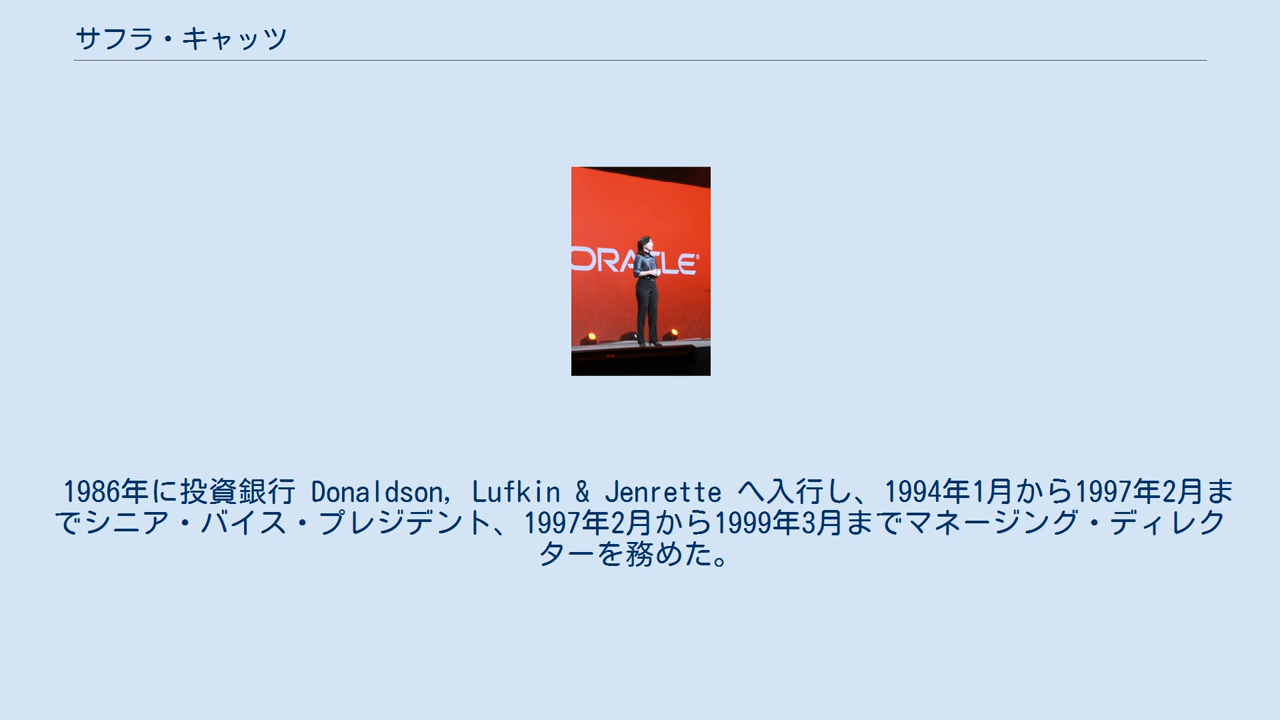 サフラ・キャッツ
ORACLE®
1986年に投資銀行 Donaldson, Lufkin & Jenrette へ入行し、1994年1月から1997年2月ま
でシニア・バイス・プレジデント、1997年2月から1999年3月までマネージング・ディレク
ターを務めた。